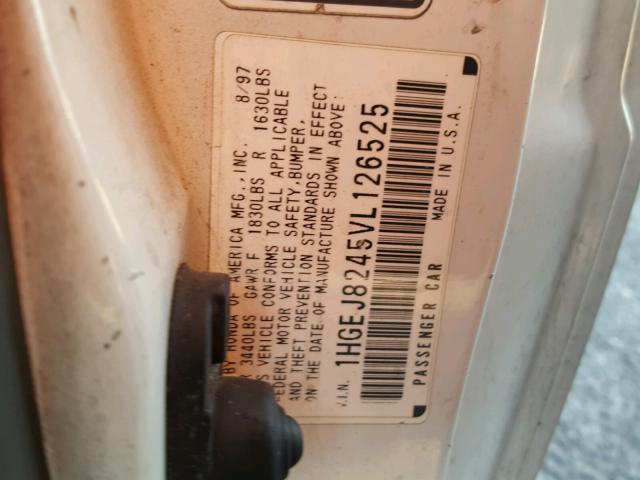 BY HONDA OF AMERICA MFG., INC. 8/97
3440LBS GAWR F 1830LBS R 1630LBS
VEHICLE CONFORMS TO ALL APPLICABLE
FEDERAL MOTOR VEHICLE SAFETY, BUMPER,
AND THEFT PREVENTION STANDARDS IN EFFECT
ON THE DATE OF MANUFACTURE SHOWN ABOVE:
V.I.N. 1HGEJ8245VL126525
PASSENGER CAR MADE IN U.S.A.